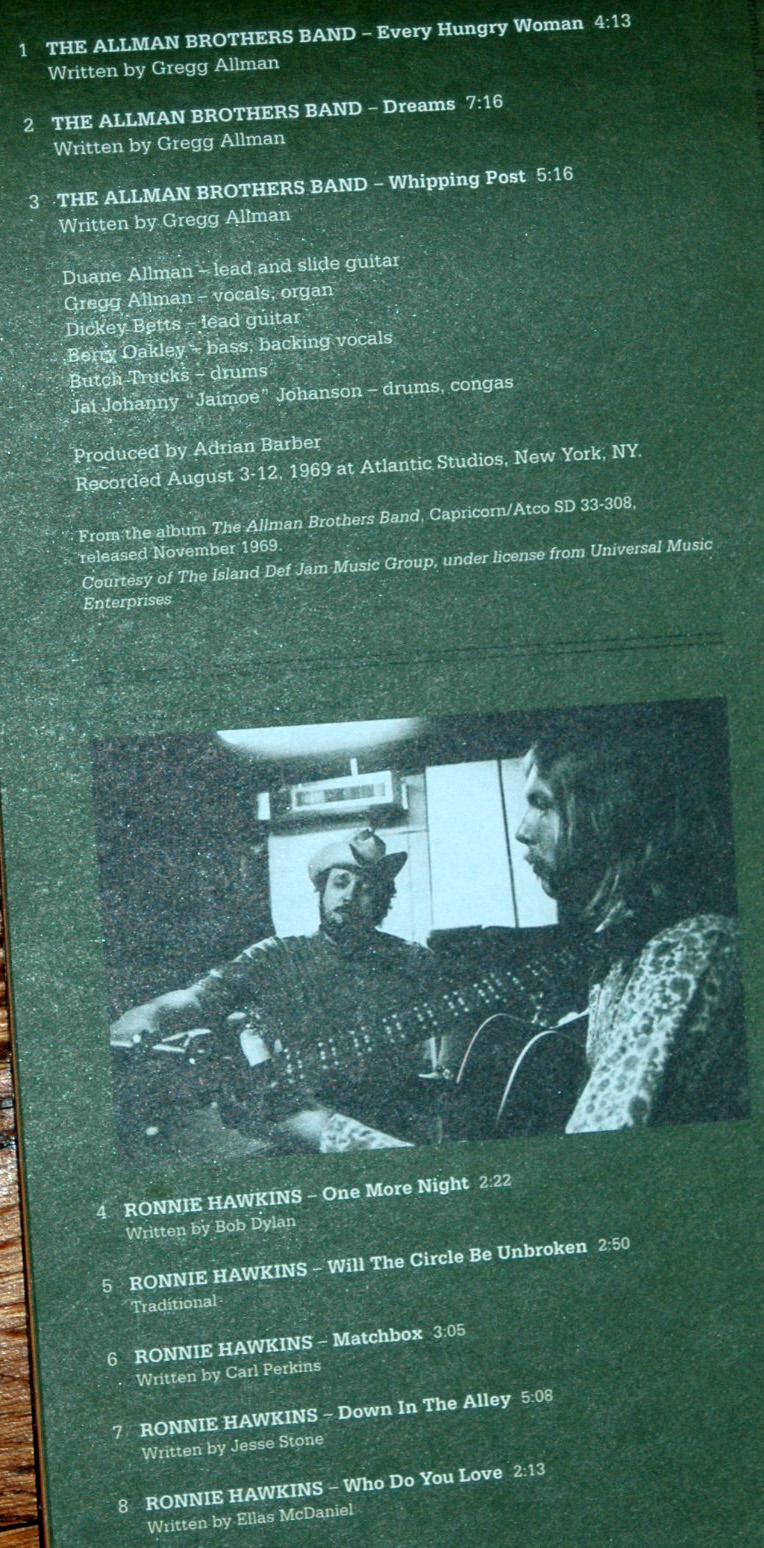 1 THE ALLMAN BROTHERS BAND – Every Hungry Woman 4:13
Written by Gregg Allman
2 THE ALLMAN BROTHERS BAND – Dreams 7:16
Written by Gregg Allman
3 THE ALLMAN BROTHERS BAND – Whipping Post 5:16
Written by Gregg Allman
Duane Allman – lead and slide guitar
Gregg Allman – vocals, organ
Dickey Betts – lead guitar
Berry Oakley – bass, backing vocals
Butch Trucks – drums
Jai Johanny “Jaimoe” Johanson – drums, congas
Produced by Adrian Barber
Recorded August 3-12, 1969 at Atlantic Studios, New York, NY.
From the album The Allman Brothers Band, Capricorn/Atco SD 33-308,
released November 1969.
Courtesy of The Island Def Jam Music Group, under license from Universal Music
Enterprises
4 RONNIE HAWKINS – One More Night 2:22
Written by Bob Dylan
5 RONNIE HAWKINS – Will The Circle Be Unbroken 2:50
Traditional
6 RONNIE HAWKINS – Matchbox 3:05
Written by Carl Perkins
7 RONNIE HAWKINS – Down In The Alley 5:08
Written by Jesse Stone
8 RONNIE HAWKINS – Who Do You Love 2:13
Written by Ellas McDaniel